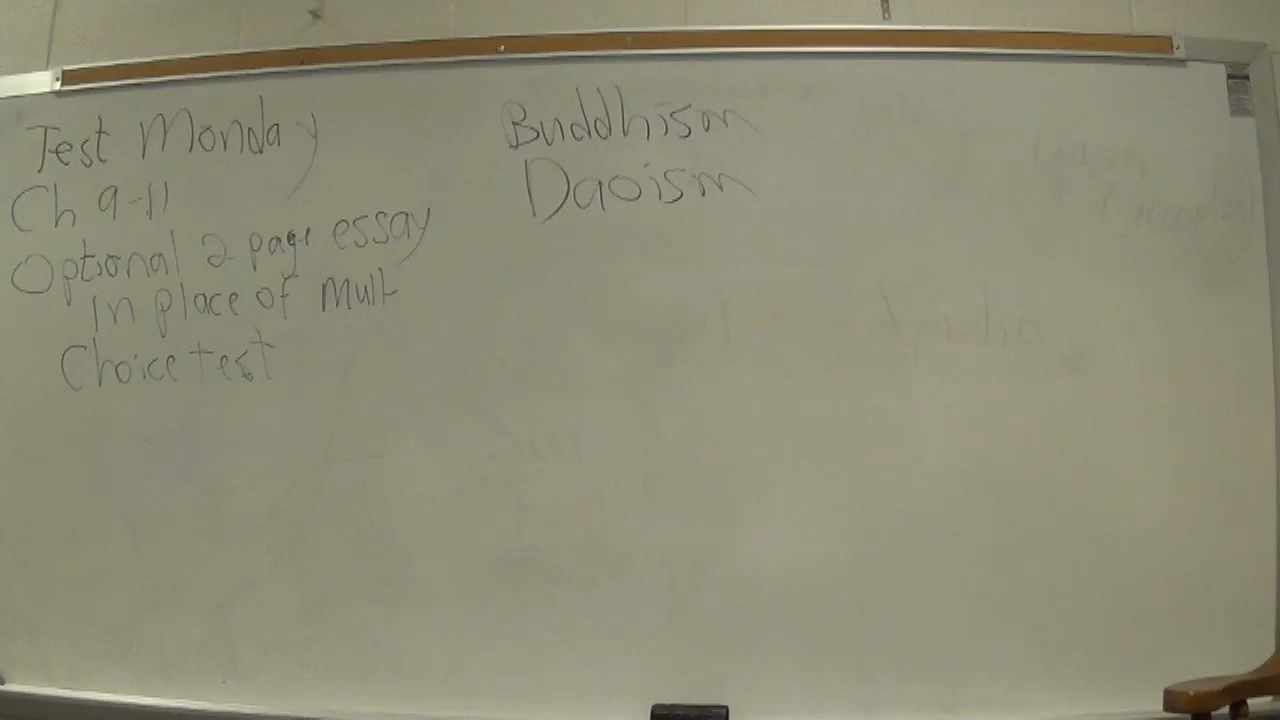 Test Monday
Ch 9-11
Optional 2 page essay
In place of Mult
Choice test
Buddhism
Daoism